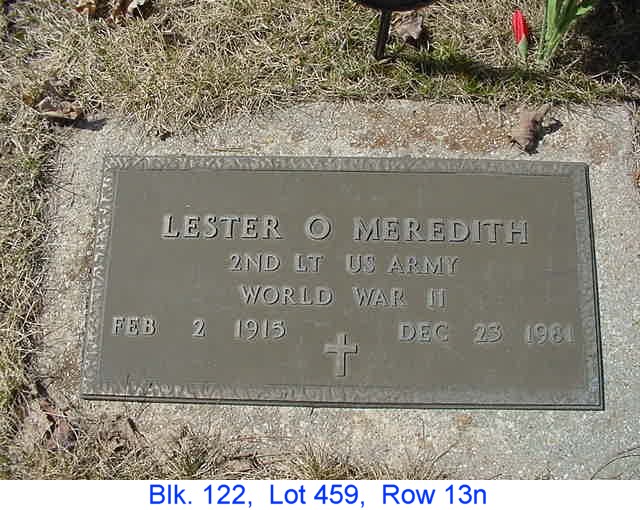 LESTER O MEREDITH
2ND LT US ARMY
WORLD WAR II
FEB 2 1915 DEC 23 1981
Blk. 122, Lot 459, Row 13n